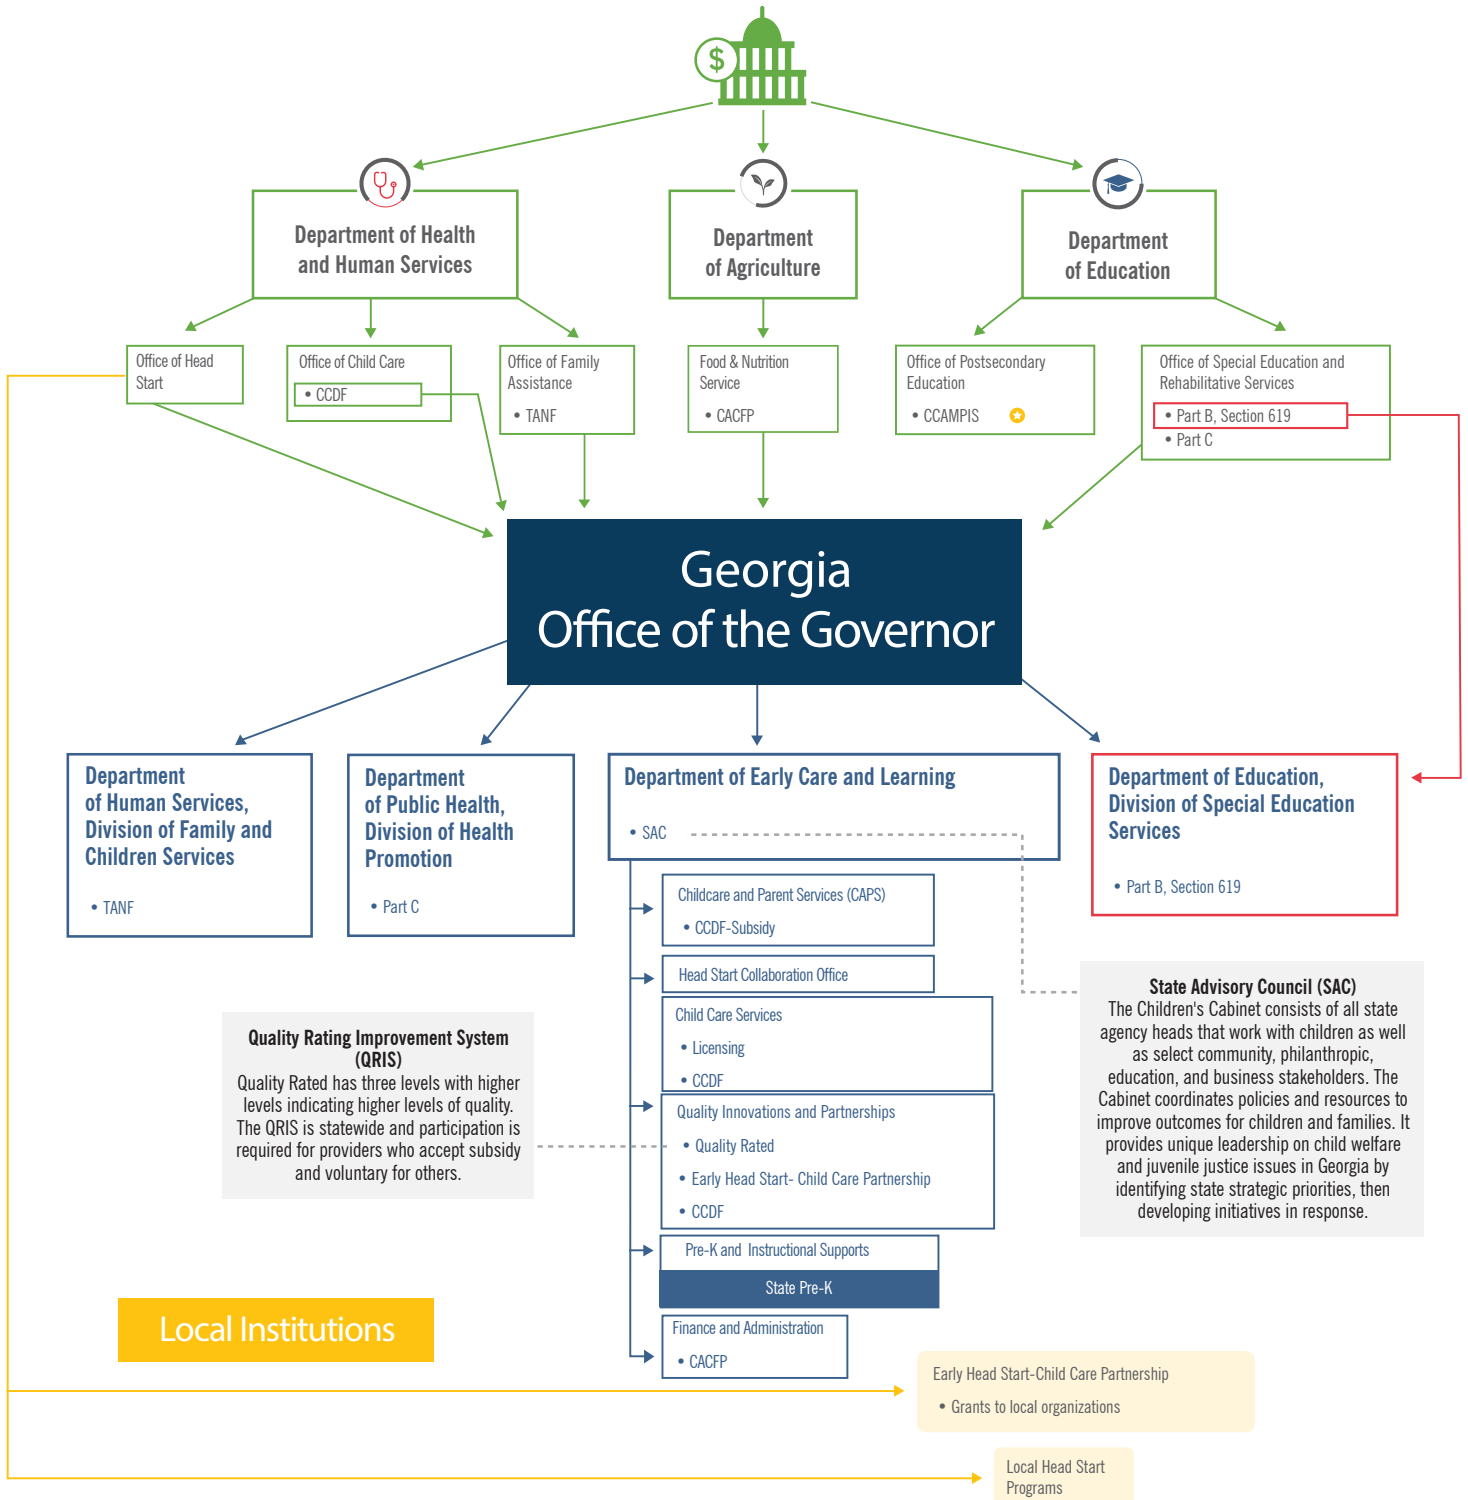 $
Department of Health
and Human Services
Department
of Agriculture
Department
of Education
Office of Head
Start
Office of Child Care
• CCDF
Office of Family
Assistance
• TANF
Food & Nutrition
Service
• CACFP
Office of Postsecondary
Education
• CCAMPIS
Office of Special Education and
Rehabilitative Services
• Part B, Section 619
• Part C
Georgia
Office of the Governor
Department
of Human Services,
Division of Family and
Children Services
• TANF
Department
of Public Health,
Division of Health
Promotion
• Part C
Department of Early Care and Learning
• SAC
Department of Education,
Division of Special Education
Services
• Part B, Section 619
Childcare and Parent Services (CAPS)
• CCDF-Subsidy
Head Start Collaboration Office
Child Care Services
• Licensing
• CCDF
Quality Innovations and Partnerships
• Quality Rated
• Early Head Start- Child Care Partnership
• CCDF
Pre-K and Instructional Supports
State Pre-K
Finance and Administration
• CACFP
Quality Rating Improvement System
(QRIS)
Quality Rated has three levels with higher
levels indicating higher levels of quality.
The QRIS is statewide and participation is
required for providers who accept subsidy
and voluntary for others.
State Advisory Council (SAC)
The Children's Cabinet consists of all state
agency heads that work with children as well
as select community, philanthropic,
education, and business stakeholders. The
Cabinet coordinates policies and resources to
improve outcomes for children and families. It
provides unique leadership on child welfare
and juvenile justice issues in Georgia by
identifying state strategic priorities, then
developing initiatives in response.
Local Institutions
Early Head Start-Child Care Partnership
• Grants to local organizations
Local Head Start
Programs